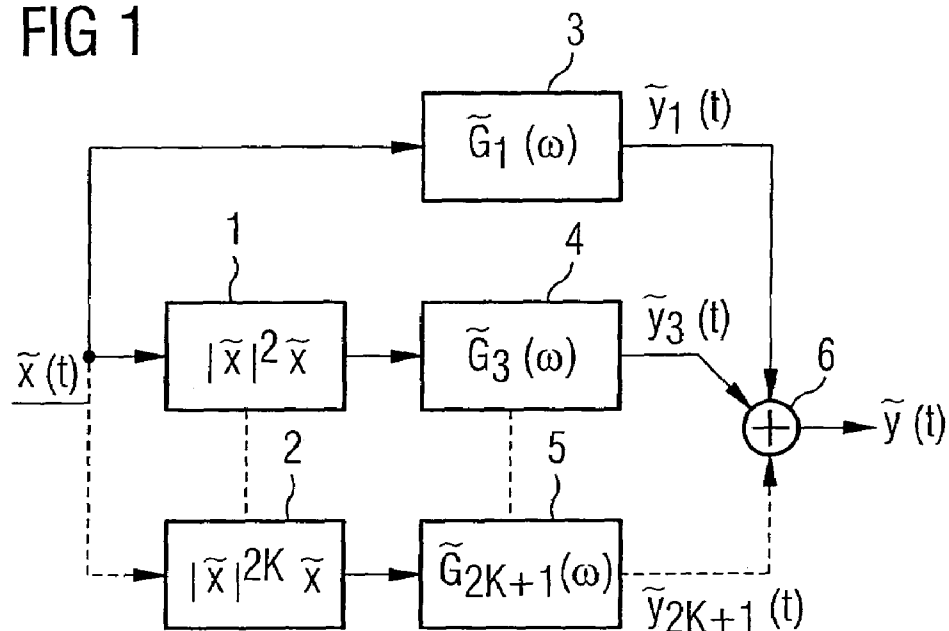 FIG 1
3
G̃1 (ω)
ỹ1 (t)
1
4
x̃ (t)
|x̃|² x̃
G̃3 (ω)
ỹ3 (t)
6
+
ỹ (t)
2
5
|x̃|^2K x̃
G̃2K+1(ω)
ỹ2K+1 (t)